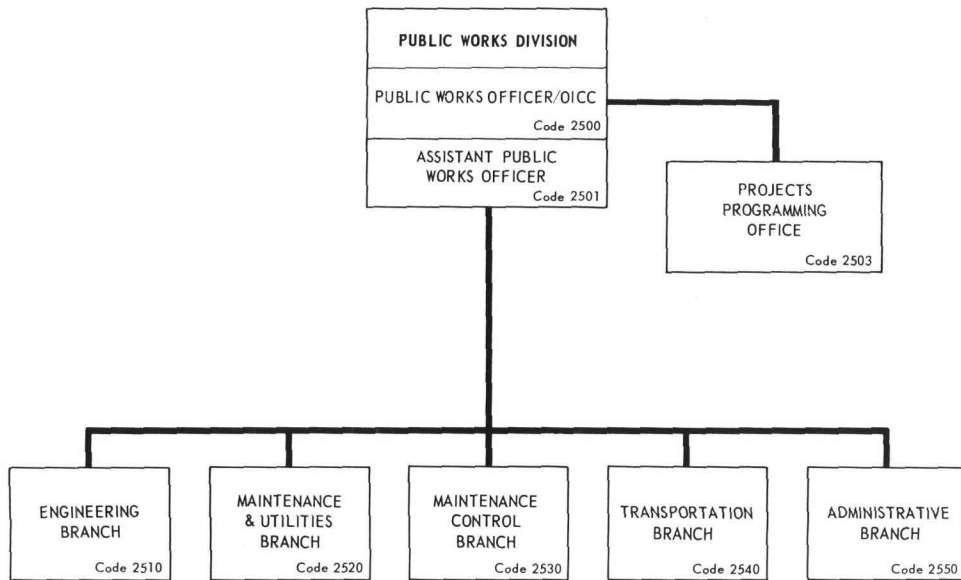 PUBLIC WORKS DIVISION
PUBLIC WORKS OFFICER/OICC
Code 2500
ASSISTANT PUBLIC
WORKS OFFICER
Code 2501
PROJECTS
PROGRAMMING
OFFICE
Code 2503
ENGINEERING
BRANCH
Code 2510
MAINTENANCE
& UTILITIES
BRANCH
Code 2520
MAINTENANCE
CONTROL
BRANCH
Code 2530
TRANSPORTATION
BRANCH
Code 2540
ADMINISTRATIVE
BRANCH
Code 2550